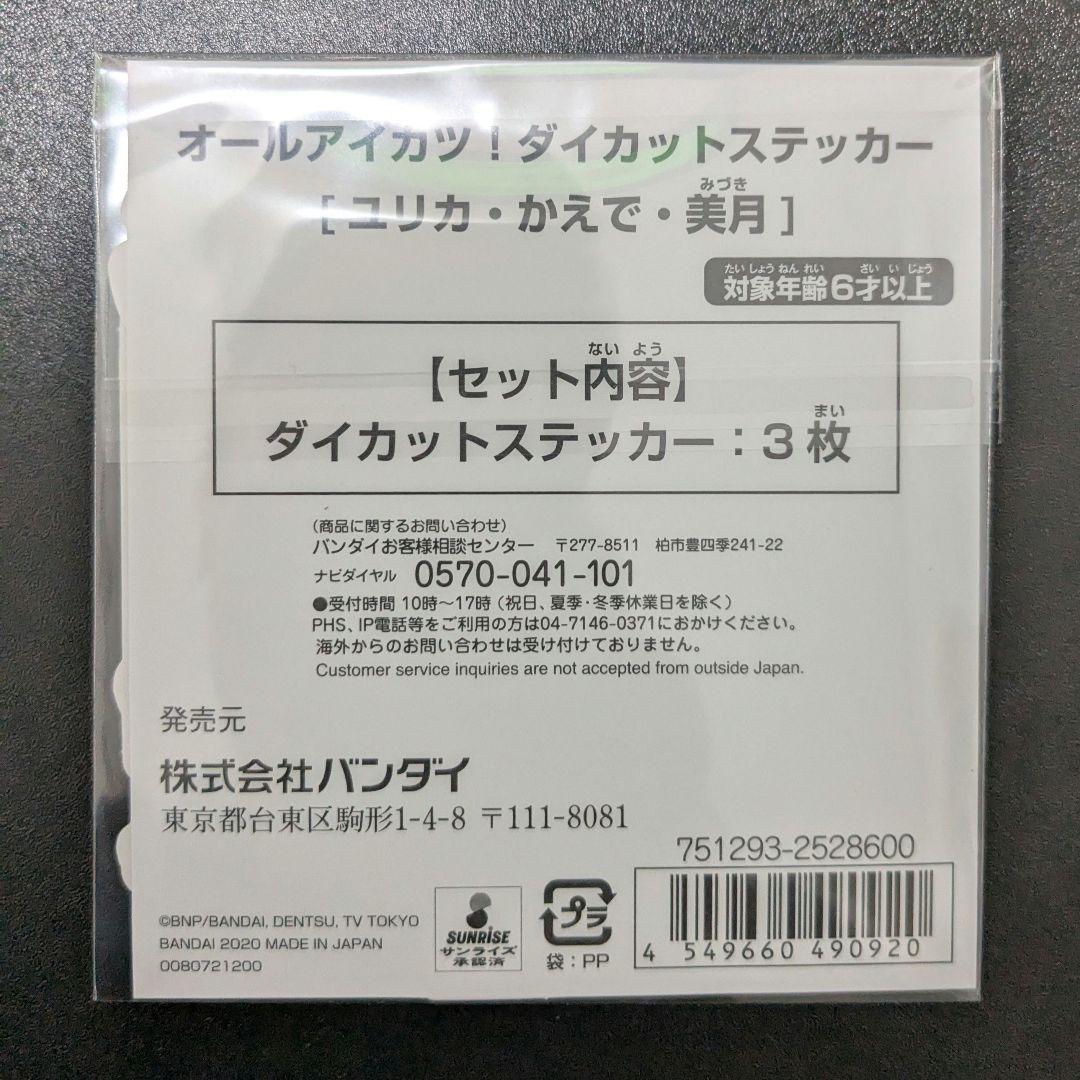 オールアイカツ！ダイカットステッカー
みづき
[ユリカ・かえで・美月]
たいしょうねんれい ざいいじょう
対象年齢6才以上
ないよう
【セット内容】
まい
ダイカットステッカー：3枚
（商品に関するお問い合わせ）
バンダイお客様相談センター 〒277-8511 柏市豊四季241-22
ナビダイヤル 0570-041-101
●受付時間 10時～17時（祝日、夏季・冬季休業日を除く）
PHS、IP電話等をご利用の方は04-7146-0371におかけください。
海外からのお問い合わせは受け付けておりません。
Customer service inquiries are not accepted from outside Japan.
発売元
株式会社バンダイ
東京都台東区駒形1-4-8 〒111-8081
751293-2528600
©BNP/BANDAI, DENTSU, TV TOKYO
BANDAI 2020 MADE IN JAPAN
0080721200
SUNRISE
サンライズ
承認済
プラ
袋：PP
4 549660 490920